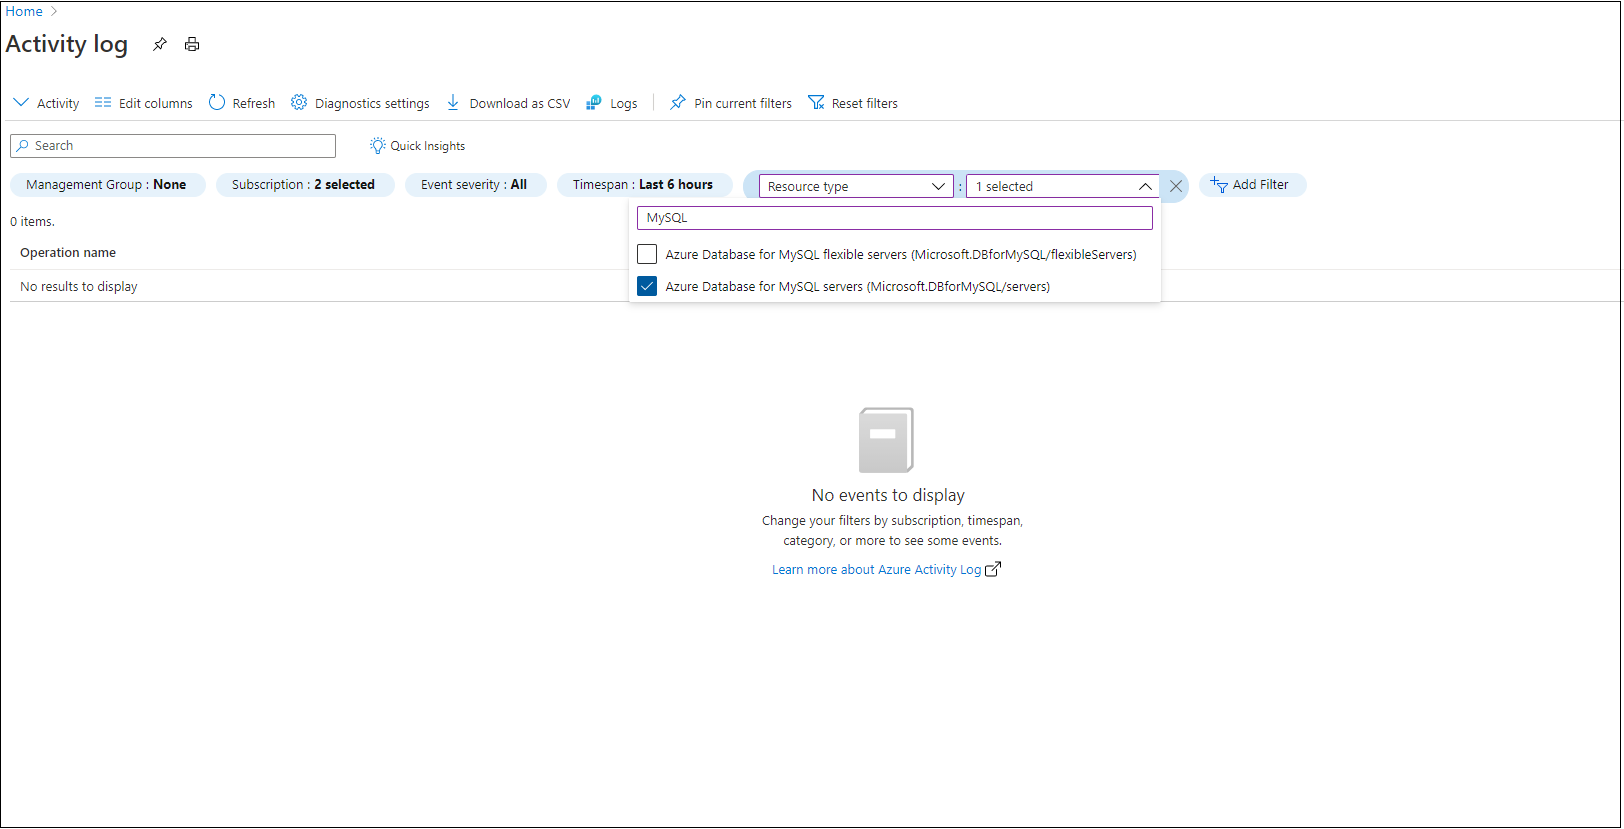 Home
Activity log
Activity Edit columns Refresh Diagnostics settings Download as CSV Logs Pin current filters Reset filters
Search Quick Insights
Management Group : None Subscription : 2 selected Event severity : All Timespan : Last 6 hours Resource type : 1 selected Add Filter
0 items.
MySQL
Operation name
Azure Database for MySQL flexible servers (Microsoft.DBforMySQL/flexibleServers)
No results to display
Azure Database for MySQL servers (Microsoft.DBforMySQL/servers)
No events to display
Change your filters by subscription, timespan,
category, or more to see some events.
Learn more about Azure Activity Log